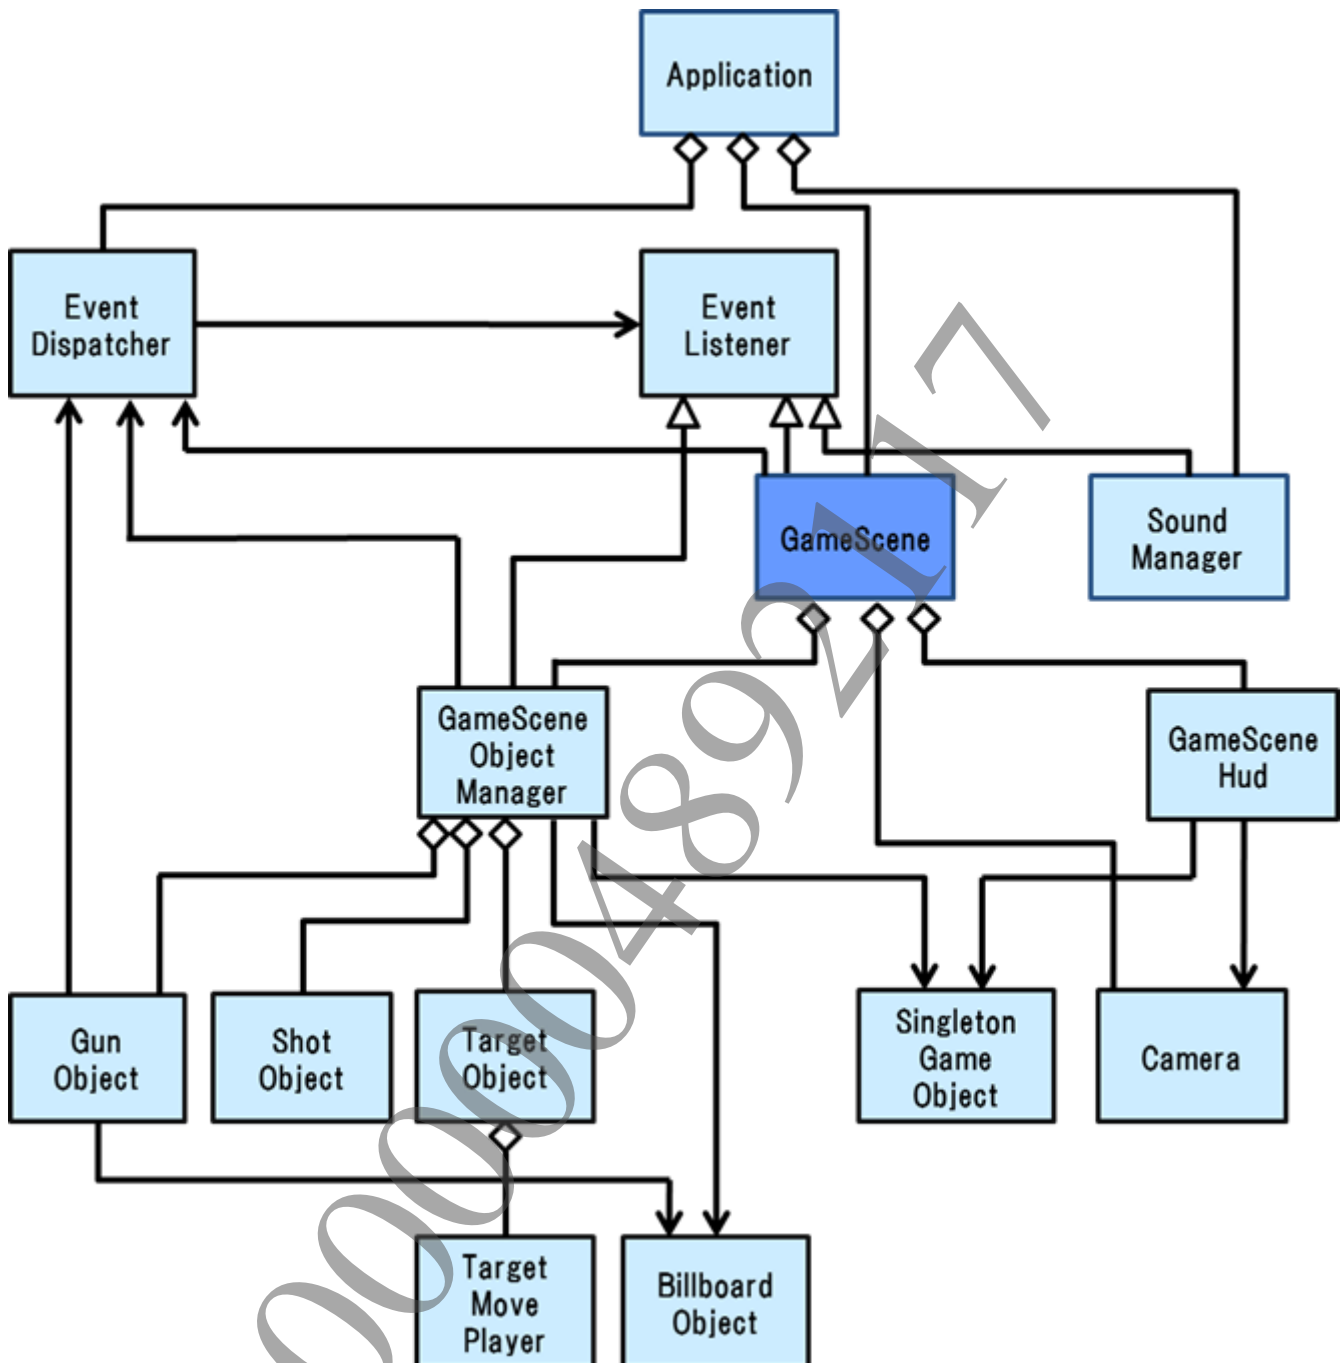 Application
Event
Dispatcher
Event
Listener
GameScene
Sound
Manager
GameScene
Object
Manager
GameScene
Hud
Gun
Object
Shot
Object
Target
Object
Singleton
Game
Object
Camera
Target
Move
Player
Billboard
Object